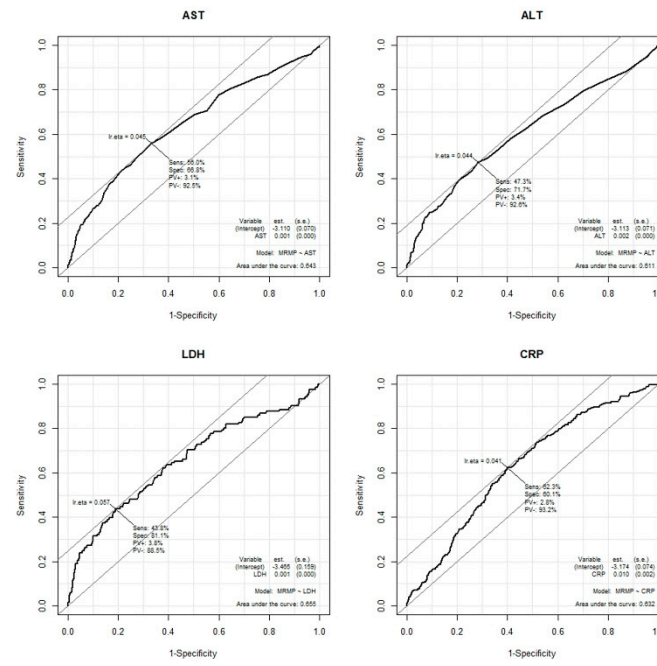 AST
Sensitivity
1.0
0.8
0.6
0.4
0.2
0.0
lr.eta = 0.045
Sens: 56.0%
Spec: 66.8%
PV+: 3.1%
PV-: 92.5%
Variable est. (s.e.)
(Intercept) -3.110 (0.070)
AST 0.001 (0.000)
Model: MRMP ~ AST
Area under the curve: 0.643
0.0 0.2 0.4 0.6 0.8 1.0
1-Specificity
ALT
Sensitivity
1.0
0.8
0.6
0.4
0.2
0.0
lr.eta = 0.044
Sens: 47.3%
Spec: 71.7%
PV+: 3.4%
PV-: 92.6%
Variable est. (s.e.)
(Intercept) -3.113 (0.071)
ALT 0.002 (0.000)
Model: MRMP ~ ALT
Area under the curve: 0.611
0.0 0.2 0.4 0.6 0.8 1.0
1-Specificity
LDH
Sensitivity
1.0
0.8
0.6
0.4
0.2
0.0
lr.eta = 0.057
Sens: 43.8%
Spec: 81.1%
PV+: 3.8%
PV-: 88.5%
Variable est. (s.e.)
(Intercept) -3.466 (0.159)
LDH 0.001 (0.000)
Model: MRMP ~ LDH
Area under the curve: 0.656
0.0 0.2 0.4 0.6 0.8 1.0
1-Specificity
CRP
Sensitivity
1.0
0.8
0.6
0.4
0.2
0.0
lr.eta = 0.041
Sens: 62.3%
Spec: 60.1%
PV+: 2.8%
PV-: 93.2%
Variable est. (s.e.)
(Intercept) -3.174 (0.074)
CRP 0.010 (0.002)
Model: MRMP ~ CRP
Area under the curve: 0.632
0.0 0.2 0.4 0.6 0.8 1.0
1-Specificity